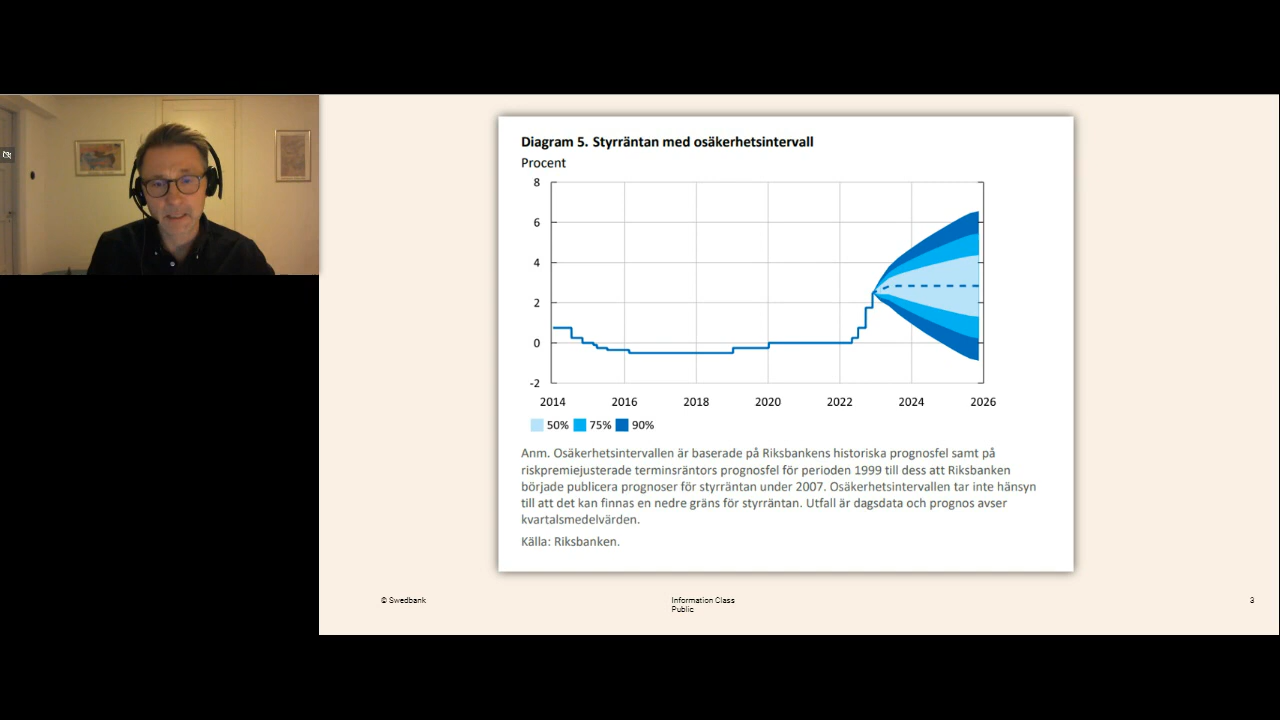 Diagram 5. Styrräntan med osäkerhetsintervall
Procent
8
6
4
2
0
-2
2014 2016 2018 2020 2022 2024 2026
50% 75% 90%
Anm. Osäkerhetsintervallen är baserade på Riksbankens historiska prognosfel samt på
riskpremiejusterade terminsräntors prognosfel för perioden 1999 till dess att Riksbanken
började publicera prognoser för styrräntan under 2007. Osäkerhetsintervallen tar inte hänsyn
till att det kan finnas en nedre gräns för styrräntan. Utfall är dagsdata och prognos avser
kvartalsmedelvärden.
Källa: Riksbanken.
© Swedbank
Information Class
Public
3